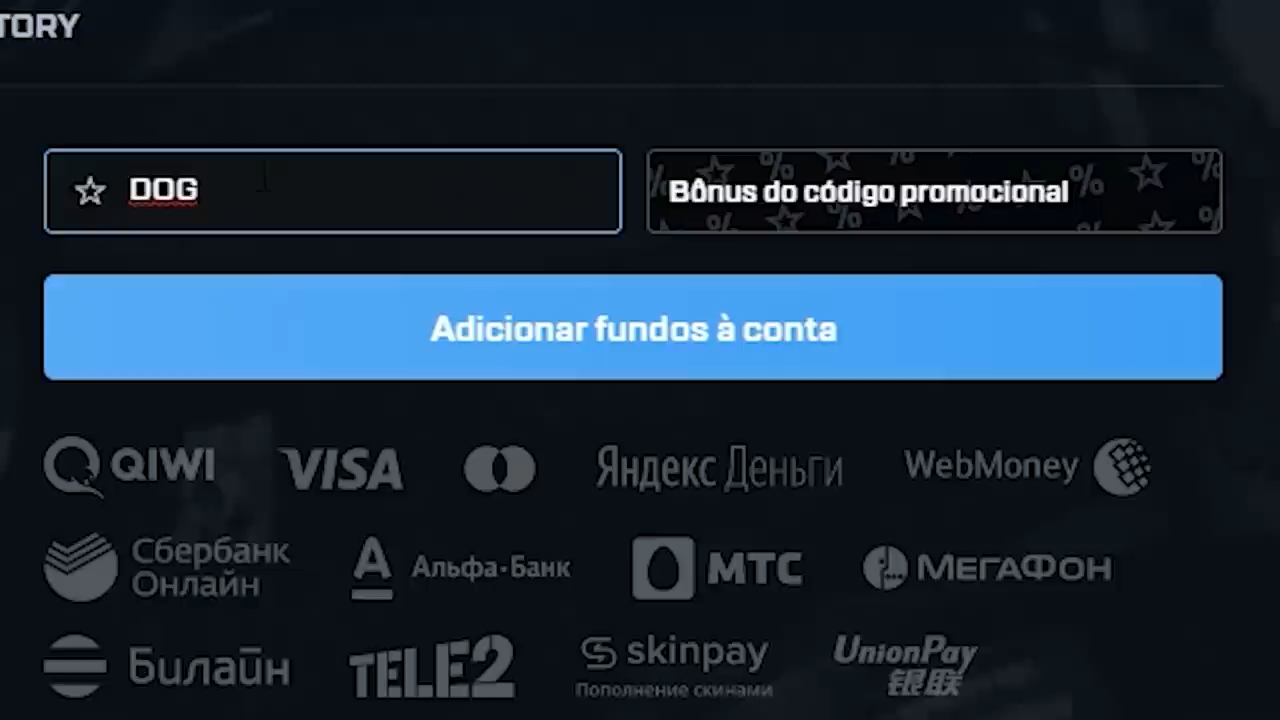 TORY
DOG
Bônus do código promocional
Adicionar fundos à conta
QIWI VISA Яндекс Деньги WebMoney
Сбербанк
Онлайн
Альфа·Банк МТС МЕГАФОН
Билайн TELE2 skinpay
Пополнение скинами
UnionPay
银联